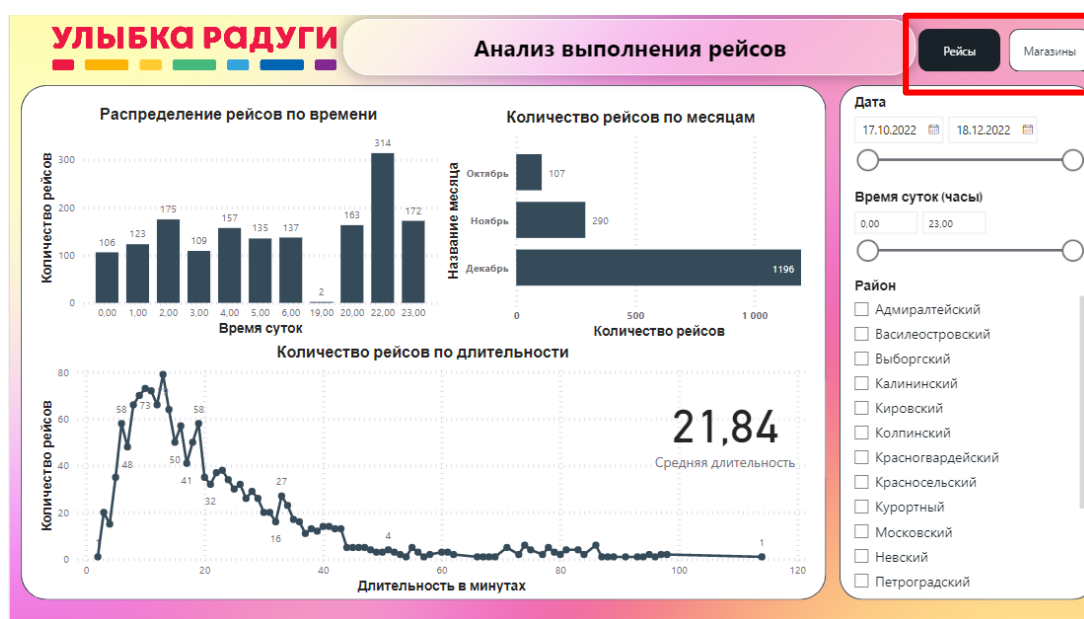 УЛЫБКА РАДУГИ
Анализ выполнения рейсов
Рейсы
Магазины
Распределение рейсов по времени
Количество рейсов
300
200
100
0
106
123
175
109
157
135
137
2
163
314
172
0,00 1,00 2,00 3,00 4,00 5,00 6,00 19,00 20,00 22,00 23,00
Время суток
Количество рейсов по месяцам
Название месяца
Октябрь 107
Ноябрь 290
Декабрь 1196
0 500 1 000
Количество рейсов
Количество рейсов по длительности
Количество рейсов
80
60
40
20
0
58
48
73
50
41
58
32
16
27
4
1
0 20 40 60 80 100 120
Длительность в минутах
21,84
Средняя длительность
Дата
17.10.2022 18.12.2022
Время суток (часы)
0,00 23,00
Район
Адмиралтейский
Василеостровский
Выборгский
Калининский
Кировский
Колпинский
Красногвардейский
Красносельский
Курортный
Московский
Невский
Петроградский